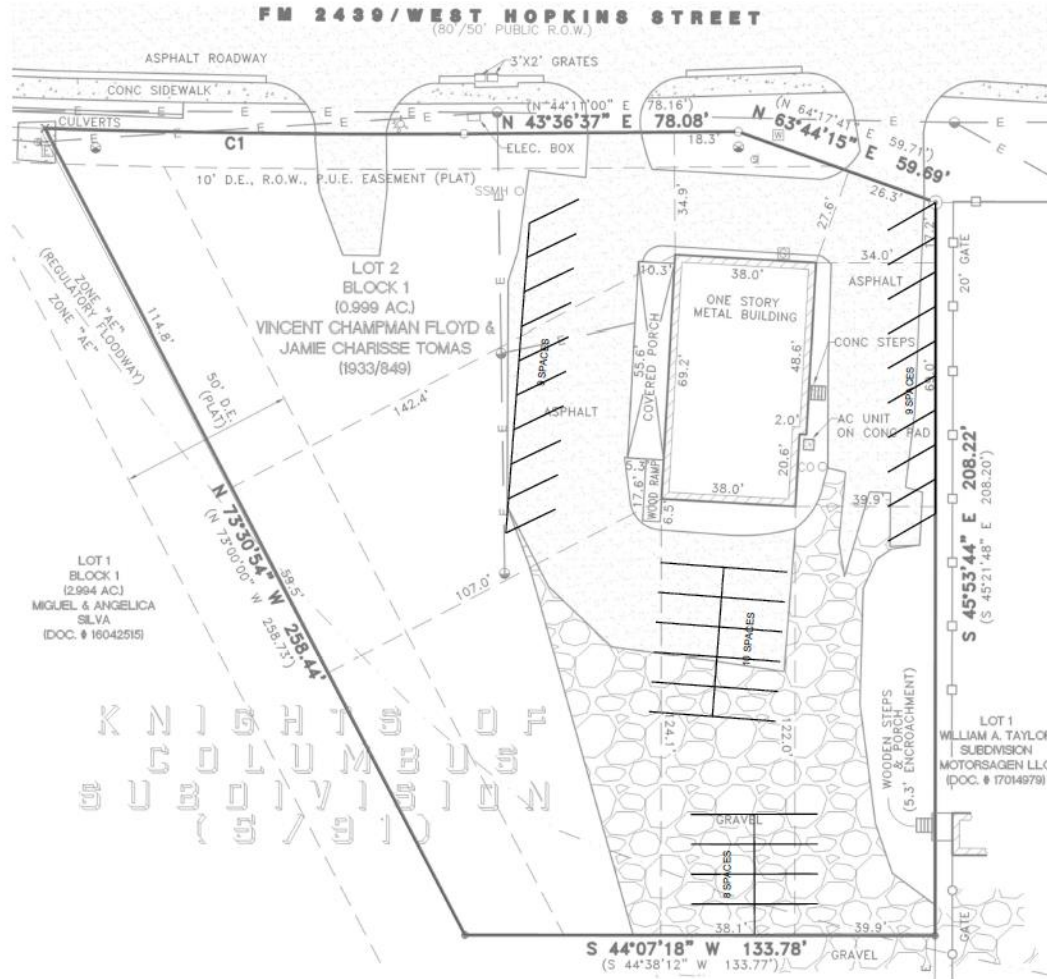 FM 2439/WEST HOPKINS STREET
(80'/50' PUBLIC R.O.W.)
ASPHALT ROADWAY
3'X2' GRATES
CONC SIDEWALK
CULVERTS
C1
(N 44°11'00" E 78.16')
N 43°36'37" E 78.08'
ELEC. BOX
18.3'
(N 64°17'41" E 59.71')
N 63°44'15" E 59.69'
26.3'
10' D.E., R.O.W., P.U.E. EASEMENT (PLAT)
SSMH
34.9'
27.6'
17.2'
20' GATE
34.0'
ASPHALT
LOT 2
BLOCK 1
(0.999 AC.)
VINCENT CHAMPMAN FLOYD &
JAMIE CHARISSE TOMAS
(1933/849)
ZONE "AE"
(REGULATORY FLOODWAY)
ZONE "AE"
114.8'
50' D.E.
(PLAT)
142.4'
9 SPACES
ASPHALT
10.3'
38.0'
ONE STORY
METAL BUILDING
COVERED PORCH
55.6'
69.2'
48.6'
CONC STEPS
2.0'
AC UNIT
ON CONC PAD
20.6'
CO
5.3'
17.6'
WOOD RAMP
6.5'
38.0'
39.9'
9 SPACES
S 45°53'44" E 208.22'
(S 45°21'48" E 208.20')
N 73°30'54" W 258.44'
(N 73°00'00" W 258.73')
59.5'
107.0'
LOT 1
BLOCK 1
(2.994 AC.)
MIGUEL & ANGELICA
SILVA
(DOC. # 16042515)
10 SPACES
124.1'
122.0'
KNIGHTS OF
COLUMBUS
SUBDIVISION
(5/91)
WOODEN STEPS
& PORCH
(5.3' ENCROACHMENT)
LOT 1
WILLIAM A. TAYLOR
SUBDIVISION
MOTORSAGEN LLC
(DOC. # 17014979)
GRAVEL
8 SPACES
38.1'
39.9'
GATE
S 44°07'18" W 133.78'
(S 44°38'12" W 133.77')
GRAVEL